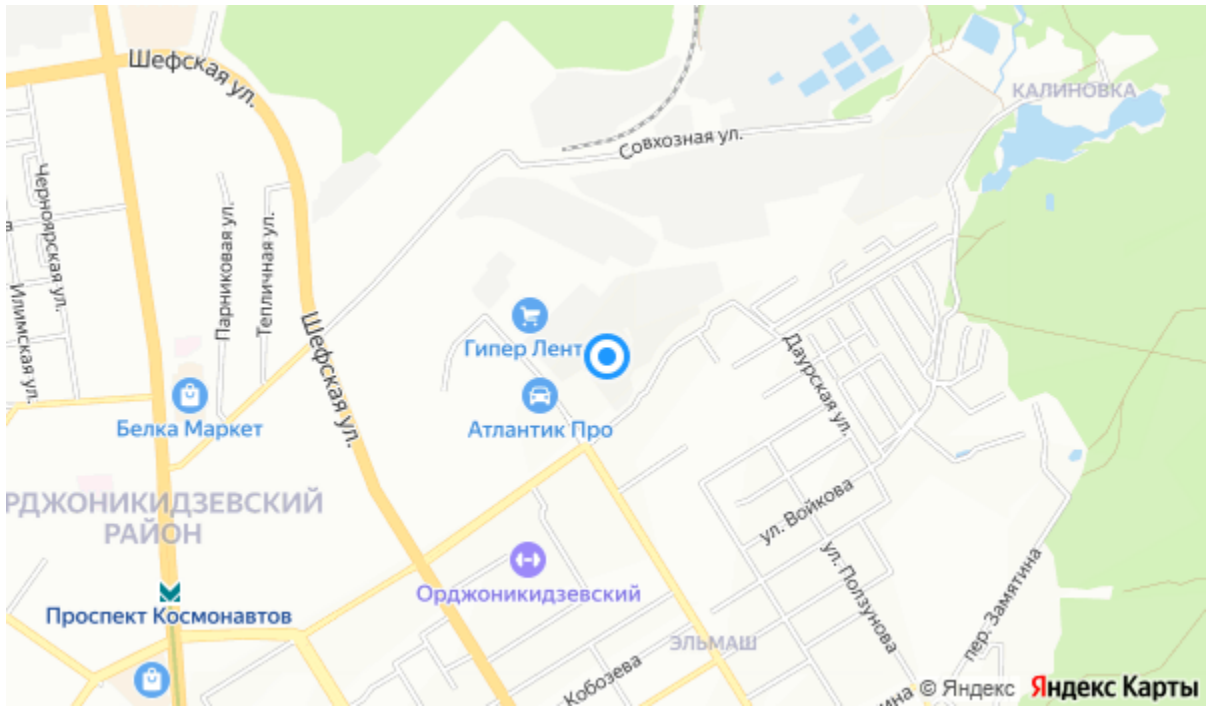 Шефская ул.
КАЛИНОВКА
Совхозная ул.
Черноярская ул.
Парниковая ул.
Тепличная ул.
Илимская ул.
Шефская ул.
Гипер Лент
Даурская ул.
Белка Маркет
Атлантик Про
РДЖОНИКИДЗЕВСКИЙ
РАЙОН
ул. Войкова
ул. Ползунова
Орджоникидзевский
пер. Замятина
Проспект Космонавтов
ЭЛЬМАШ
Кобозева
ина
© Яндекс Яндекс Карты